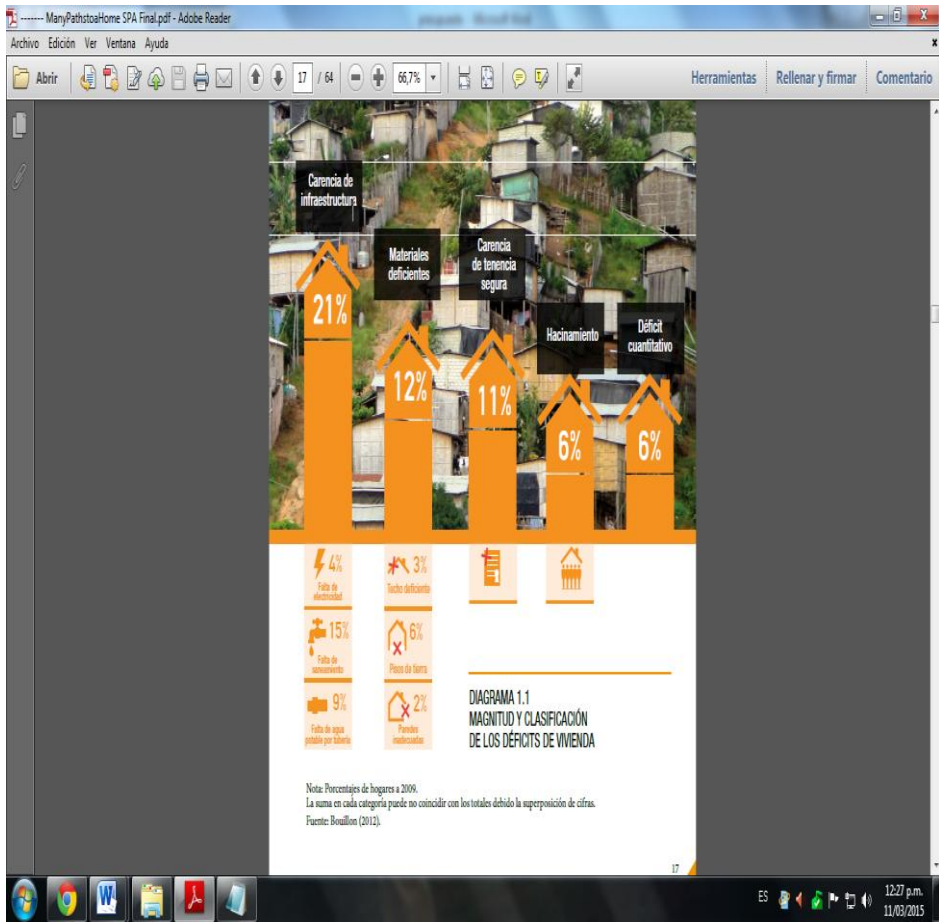 ------- ManyPathstoaHome SPA Final.pdf - Adobe Reader
Archivo Edición Ver Ventana Ayuda
x
Abrir
17 / 64
66,7%
Herramientas Rellenar y firmar Comentario
Carencia de
infraestructura
Materiales
deficientes
Carencia
de tenencia
segura
Hacinamiento
Déficit
cuantitativo
21%
12%
11%
6%
6%
4%
Falta de
electricidad
3%
Techo deficiente
15%
Falta de
saneamiento
6%
Pisos de tierra
9%
Falta de agua
potable por tubería
2%
Paredes
inadecuadas
DIAGRAMA 1.1
MAGNITUD Y CLASIFICACIÓN
DE LOS DÉFICITS DE VIVIENDA
Nota: Porcentajes de hogares a 2009.
La suma en cada categoría puede no coincidir con los totales debido la superposición de cifras.
Fuente: Bouillon (2012).
17
ES
12:27 p.m.
11/03/2015